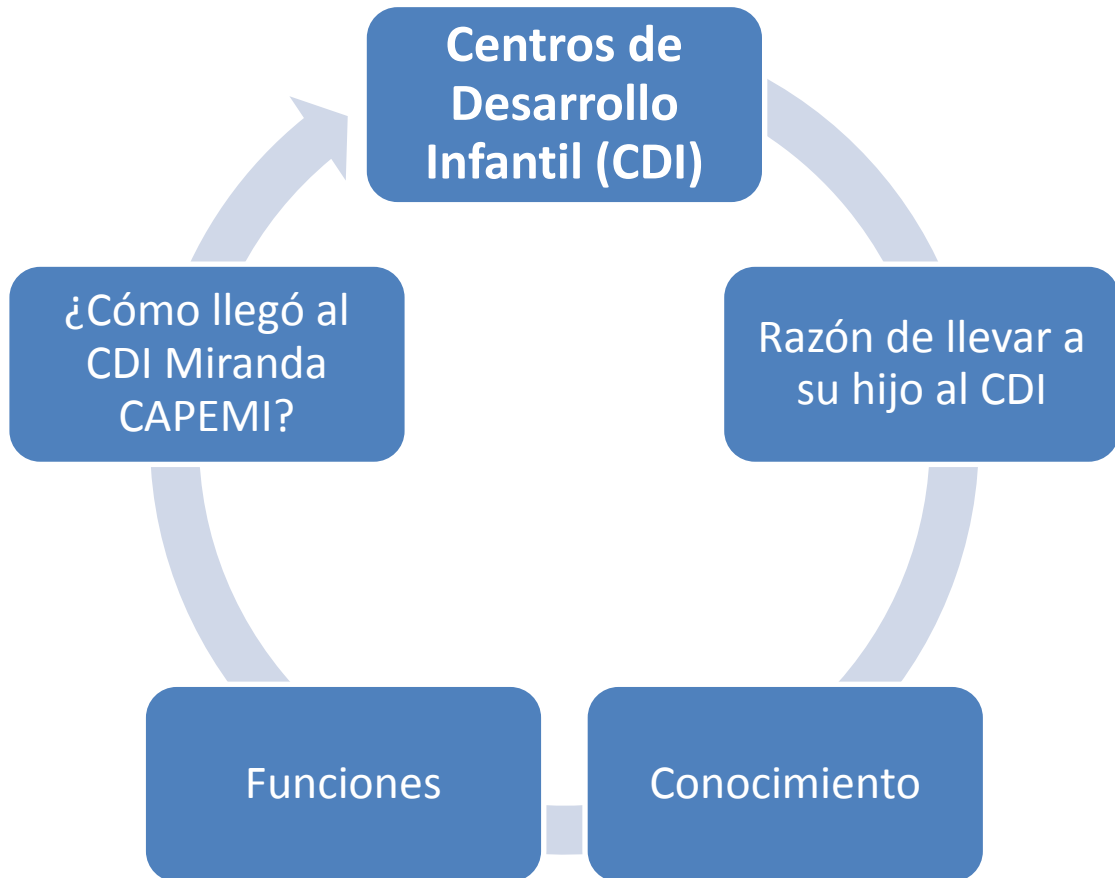 Centros de
Desarrollo
Infantil (CDI)
Razón de llevar a
su hijo al CDI
Conocimiento
Funciones
¿Cómo llegó al
CDI Miranda
CAPEMI?